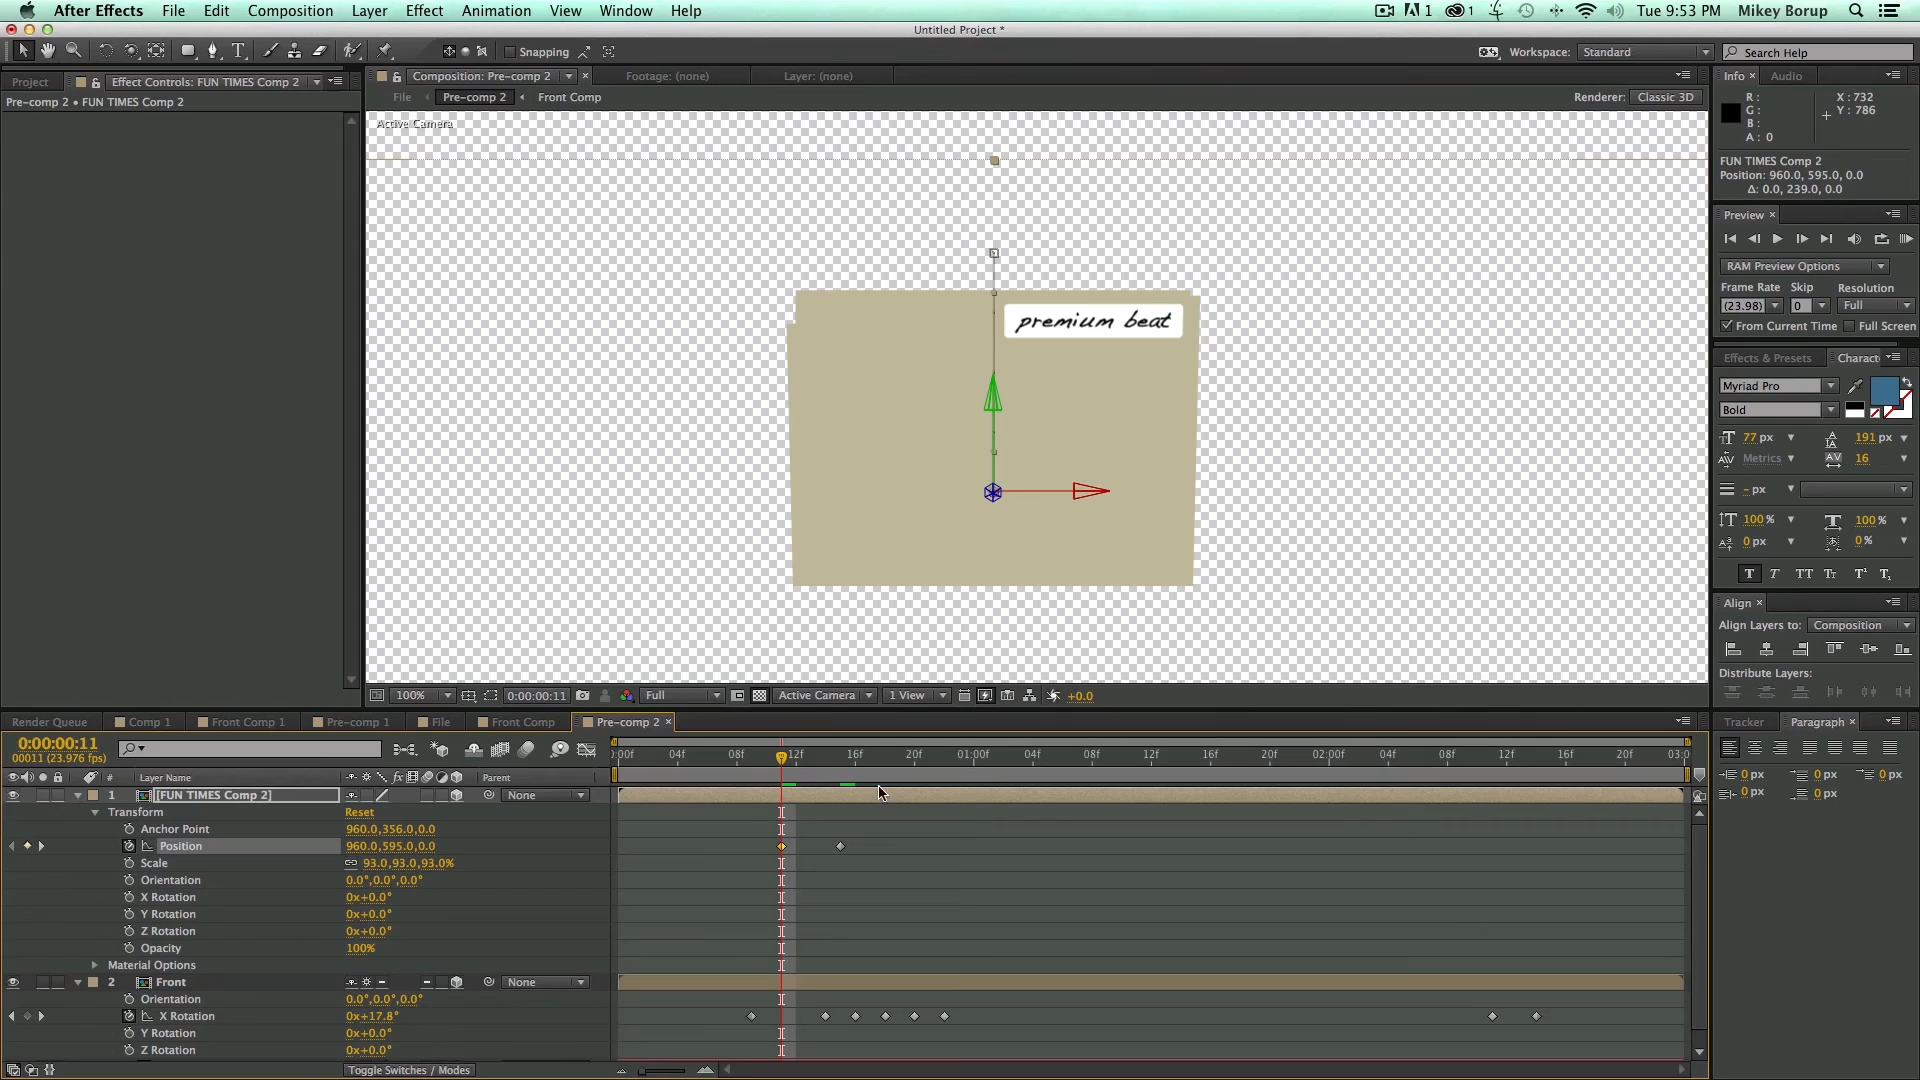 After Effects File Edit Composition Layer Effect Animation View Window Help 1 1 Tue 9:53 PM Mikey Borup
Untitled Project *
T Snapping Workspace: Standard Search Help
Project Effect Controls: FUN TIMES Comp 2 Composition: Pre-comp 2 Footage: (none) Layer: (none) Info Audio
Pre-comp 2 • FUN TIMES Comp 2 File Pre-comp 2 Front Comp Renderer: Classic 3D
R: X: 732
G: Y: 786
B:
A: 0
Active Camera
FUN TIMES Comp 2
Position: 960.0, 595.0, 0.0
Δ: 0.0, 239.0, 0.0
Preview
RAM Preview Options
Frame Rate Skip Resolution
(23.98) 0 Full
From Current Time Full Screen
premium beat
Effects & Presets Charact
Myriad Pro
Bold
77 px 191 px
Metrics 16
- px
100 % 100 %
0 px 0 %
T T TT Tt T¹ T₁
Align
Align Layers to: Composition
Distribute Layers:
100% 0:00:00:11 Full Active Camera 1 View +0.0
Render Queue Comp 1 Front Comp 1 Pre-comp 1 File Front Comp Pre-comp 2 Tracker Paragraph
0:00:00:11
00011 (23.976 fps)
:00f 04f 08f 12f 16f 20f 01:00f 04f 08f 12f 16f 20f 02:00f 04f 08f 12f 16f 20f 03:0
# Layer Name fx Parent
1 [FUN TIMES Comp 2] None
Transform Reset
Anchor Point 960.0,356.0,0.0
Position 960.0,595.0,0.0
Scale 93.0,93.0,93.0%
Orientation 0.0°,0.0°,0.0°
X Rotation 0x+0.0°
Y Rotation 0x+0.0°
Z Rotation 0x+0.0°
Opacity 100%
Material Options
2 Front None
Orientation 0.0°,0.0°,0.0°
X Rotation 0x+17.8°
Y Rotation 0x+0.0°
Z Rotation 0x+0.0°
Toggle Switches / Modes
0 px 0 px 0 px
0 px 0 px